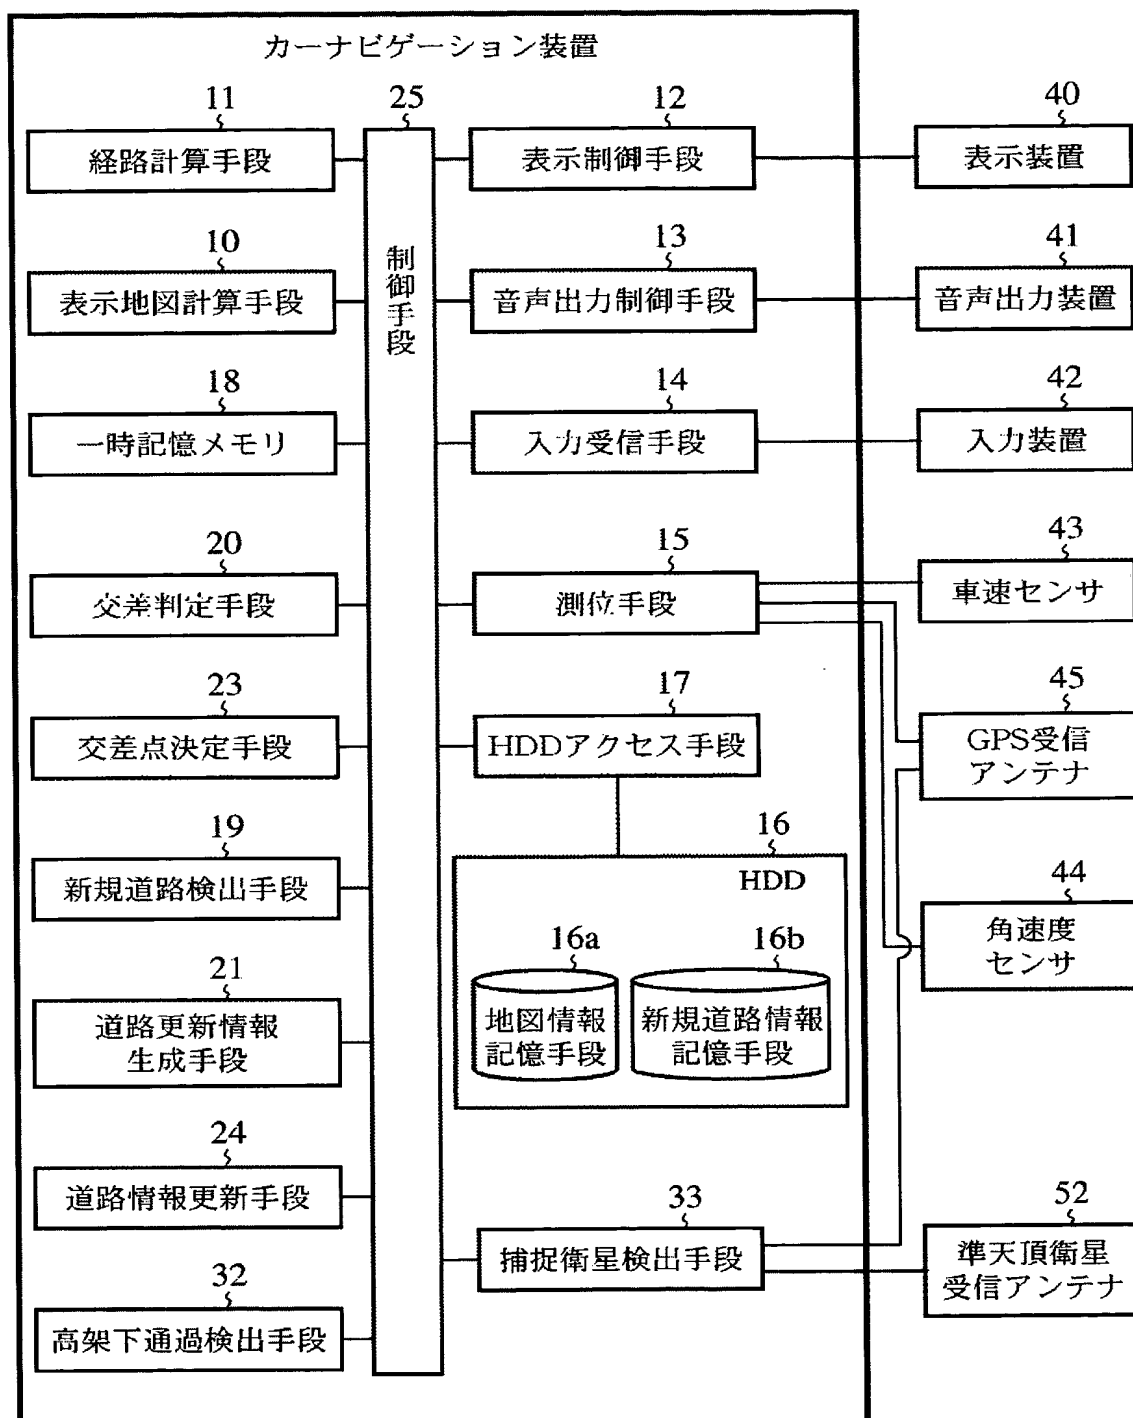 カーナビゲーション装置
11
経路計算手段
25
制御手段
12
表示制御手段
40
表示装置
10
表示地図計算手段
13
音声出力制御手段
41
音声出力装置
18
一時記憶メモリ
14
入力受信手段
42
入力装置
20
交差判定手段
15
測位手段
43
車速センサ
23
交差点決定手段
17
HDDアクセス手段
45
GPS受信
アンテナ
19
新規道路検出手段
16
HDD
16a
地図情報
記憶手段
16b
新規道路情報
記憶手段
44
角速度
センサ
21
道路更新情報
生成手段
24
道路情報更新手段
33
捕捉衛星検出手段
52
準天頂衛星
受信アンテナ
32
高架下通過検出手段